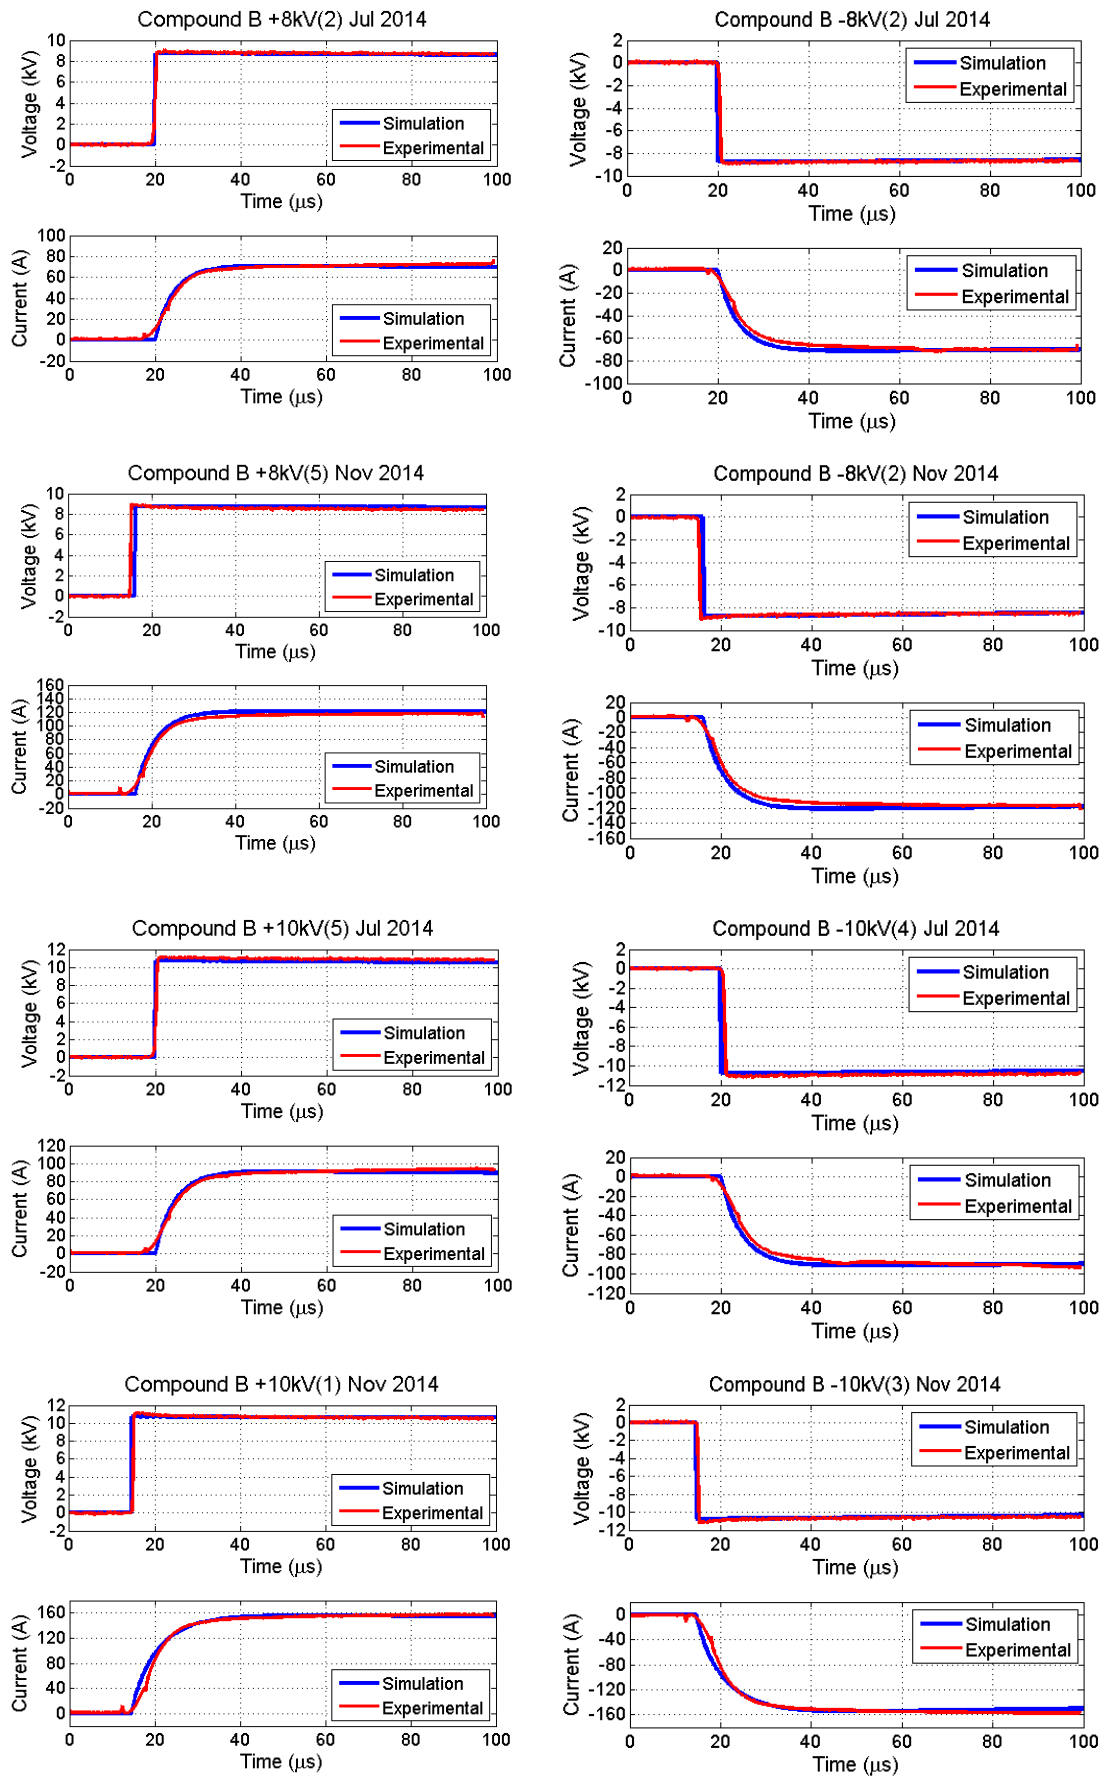 Compound B +8kV(2) Jul 2014
Voltage (kV)
10
8
6
4
2
0
-2
Simulation
Experimental
0 20 40 60 80 100
Time (μs)
Current (A)
100
80
60
40
20
0
-20
Simulation
Experimental
0 20 40 60 80 100
Time (μs)
Compound B -8kV(2) Jul 2014
Voltage (kV)
2
0
-2
-4
-6
-8
-10
Simulation
Experimental
0 20 40 60 80 100
Time (μs)
Current (A)
20
0
-20
-40
-60
-80
-100
Simulation
Experimental
0 20 40 60 80 100
Time (μs)
Compound B +8kV(5) Nov 2014
Voltage (kV)
10
8
6
4
2
0
-2
Simulation
Experimental
0 20 40 60 80 100
Time (μs)
Current (A)
160
140
120
100
80
60
40
20
0
-20
Simulation
Experimental
0 20 40 60 80 100
Time (μs)
Compound B -8kV(2) Nov 2014
Voltage (kV)
2
0
-2
-4
-6
-8
-10
Simulation
Experimental
0 20 40 60 80 100
Time (μs)
Current (A)
20
0
-20
-40
-60
-80
-100
-120
-140
-160
Simulation
Experimental
0 20 40 60 80 100
Time (μs)
Compound B +10kV(5) Jul 2014
Voltage (kV)
12
10
8
6
4
2
0
-2
Simulation
Experimental
0 20 40 60 80 100
Time (μs)
Current (A)
120
100
80
60
40
20
0
-20
Simulation
Experimental
0 20 40 60 80 100
Time (μs)
Compound B -10kV(4) Jul 2014
Voltage (kV)
2
0
-2
-4
-6
-8
-10
-12
Simulation
Experimental
0 20 40 60 80 100
Time (μs)
Current (A)
20
0
-20
-40
-60
-80
-100
-120
Simulation
Experimental
0 20 40 60 80 100
Time (μs)
Compound B +10kV(1) Nov 2014
Voltage (kV)
12
10
8
6
4
2
0
-2
Simulation
Experimental
0 20 40 60 80 100
Time (μs)
Current (A)
160
120
80
40
0
Simulation
Experimental
0 20 40 60 80 100
Time (μs)
Compound B -10kV(3) Nov 2014
Voltage (kV)
2
0
-2
-4
-6
-8
-10
-12
Simulation
Experimental
0 20 40 60 80 100
Time (μs)
Current (A)
0
-40
-80
-120
-160
Simulation
Experimental
0 20 40 60 80 100
Time (μs)